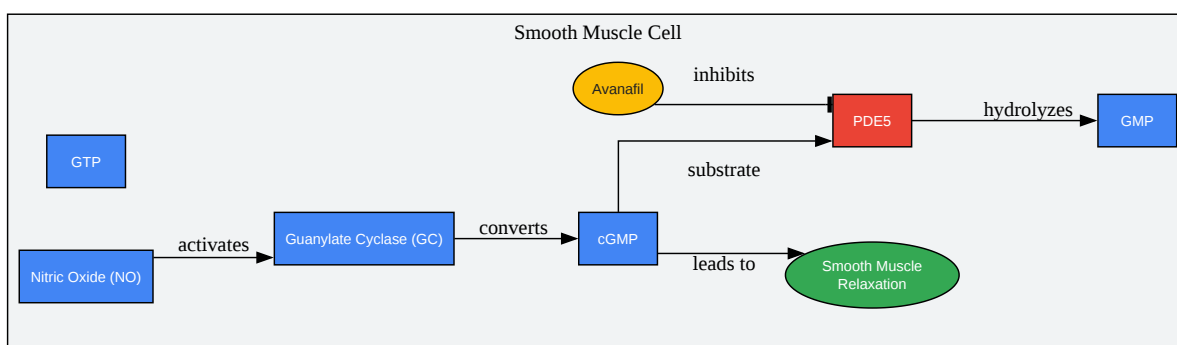 Smooth Muscle Cell
Avanafil
inhibits
PDE5
hydrolyzes
GMP
GTP
substrate
Guanylate Cyclase (GC)
converts
cGMP
activates
Nitric Oxide (NO)
leads to
Smooth Muscle
Relaxation